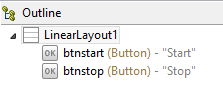 Outline
LinearLayout1
OK btnstart (Button) - "Start"
OK btnstop (Button) - "Stop"